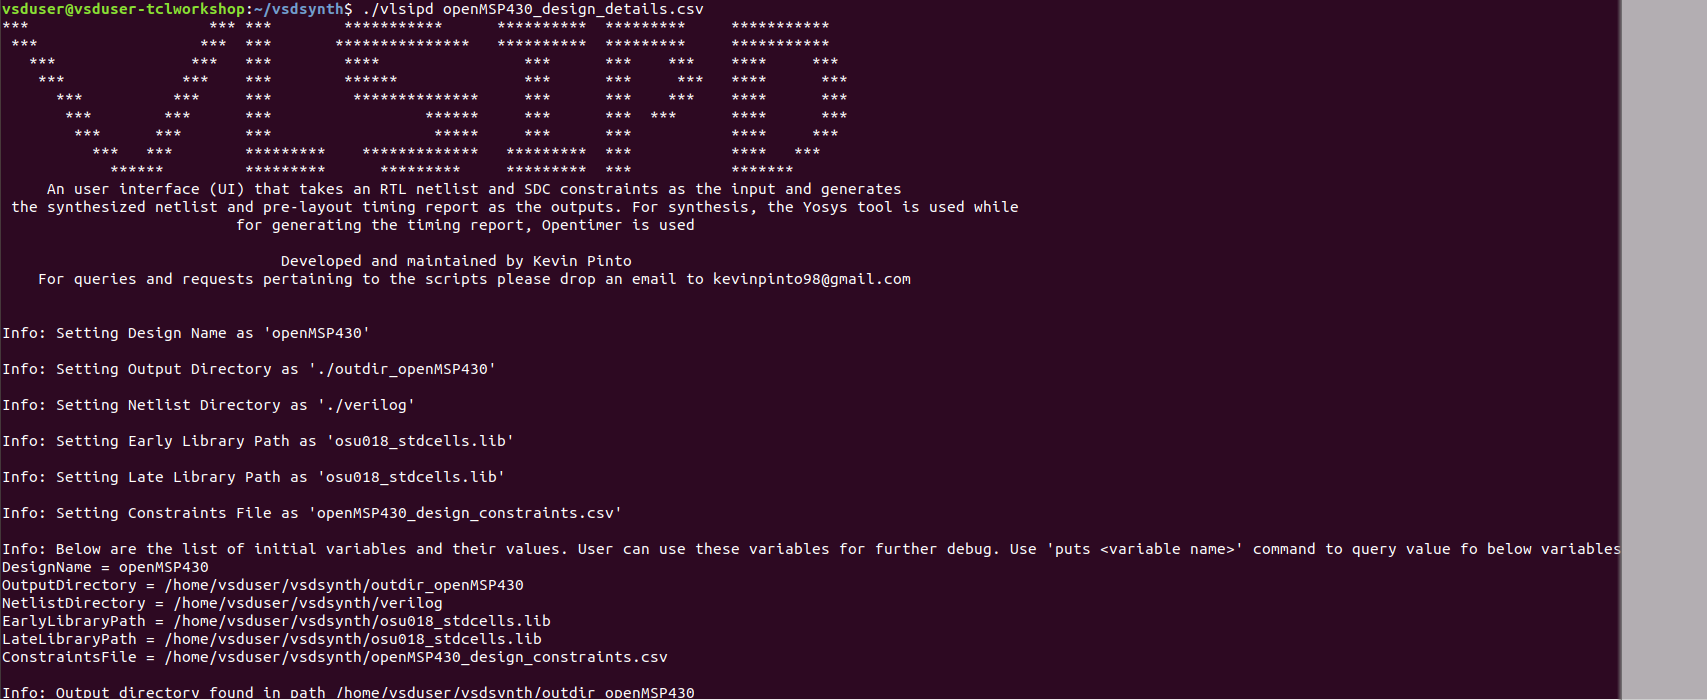 vsduser@vsduser-tclworkshop:~/vsdsynth$ ./vlsipd openMSP430_design_details.csv
***                    *** ***        ***********      **********  *********     ***********
 ***                  ***  ***       ***************   **********  *********     ***********
   ***               ***   ***        ****                ***      ***    ***    ****     ***
    ***             ***    ***        ******              ***      ***     ***   ****      ***
      ***          ***     ***         **************     ***      ***    ***    ****      ***
       ***        ***      ***                 ******     ***      ***  ***      ****      ***
        ***      ***       ***                  *****     ***      ***           ****     ***
          ***   ***        *********    *************   *********  ***           ****   ***
            ******         *********      *********     *********  ***           *******
An user interface (UI) that takes an RTL netlist and SDC constraints as the input and generates
the synthesized netlist and pre-layout timing report as the outputs. For synthesis, the Yosys tool is used while
for generating the timing report, Opentimer is used
Developed and maintained by Kevin Pinto
For queries and requests pertaining to the scripts please drop an email to kevinpinto98@gmail.com
Info: Setting Design Name as 'openMSP430'
Info: Setting Output Directory as './outdir_openMSP430'
Info: Setting Netlist Directory as './verilog'
Info: Setting Early Library Path as 'osu018_stdcells.lib'
Info: Setting Late Library Path as 'osu018_stdcells.lib'
Info: Setting Constraints File as 'openMSP430_design_constraints.csv'
Info: Below are the list of initial variables and their values. User can use these variables for further debug. Use 'puts <variable name>' command to query value fo below variables
DesignName = openMSP430
OutputDirectory = /home/vsduser/vsdsynth/outdir_openMSP430
NetlistDirectory = /home/vsduser/vsdsynth/verilog
EarlyLibraryPath = /home/vsduser/vsdsynth/osu018_stdcells.lib
LateLibraryPath = /home/vsduser/vsdsynth/osu018_stdcells.lib
ConstraintsFile = /home/vsduser/vsdsynth/openMSP430_design_constraints.csv
Info: Output directory found in path /home/vsduser/vsdsynth/outdir_openMSP430